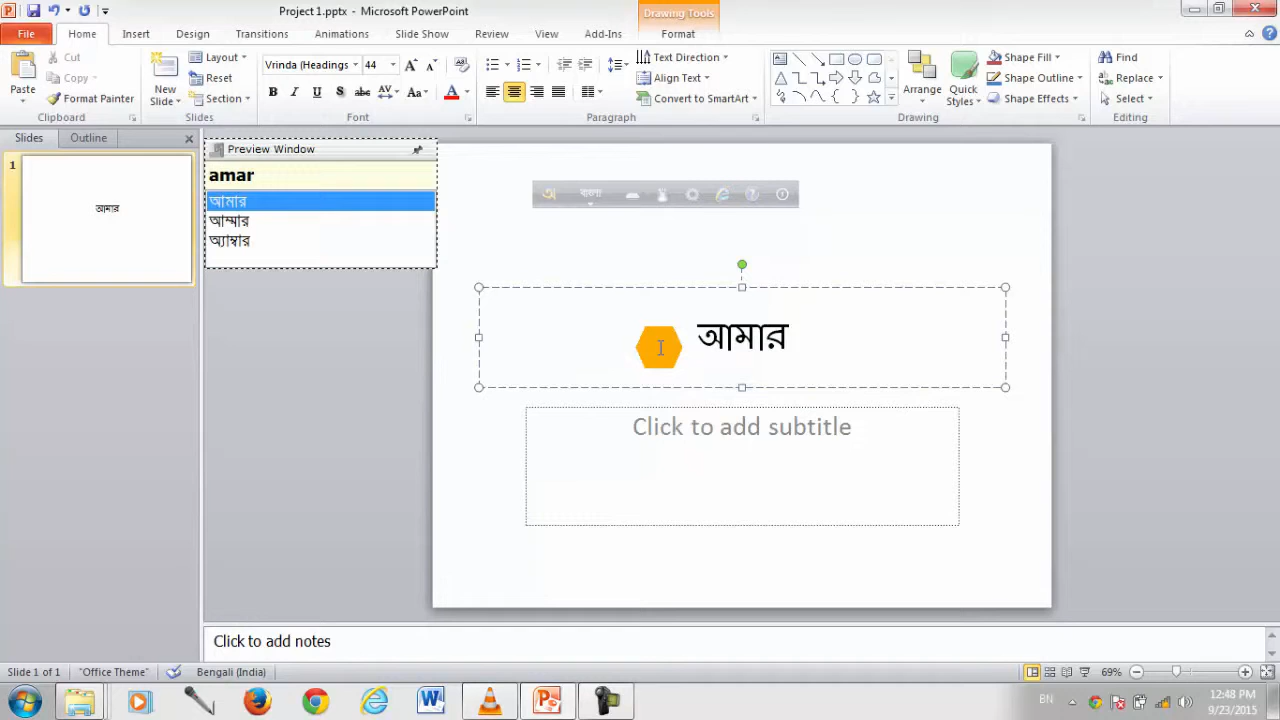 Project 1.pptx - Microsoft PowerPoint
Drawing Tools
File Home Insert Design Transitions Animations Slide Show Review View Add-Ins Format
Paste
Cut
Copy
Format Painter
Clipboard
New Slide
Layout
Reset
Section
Slides
Vrinda (Headings) 44
B I U S abc AV Aa A
Font
Text Direction
Align Text
Convert to SmartArt
Paragraph
Arrange
Quick Styles
Shape Fill
Shape Outline
Shape Effects
Drawing
Find
Replace
Select
Editing
Slides Outline
1
আমার
Preview Window
amar
আমার
আম্মার
অ্যাম্বার
অ বাংলা
আমার
Click to add subtitle
Click to add notes
Slide 1 of 1 "Office Theme" Bengali (India) 69%
BN 12:48 PM
9/23/2015